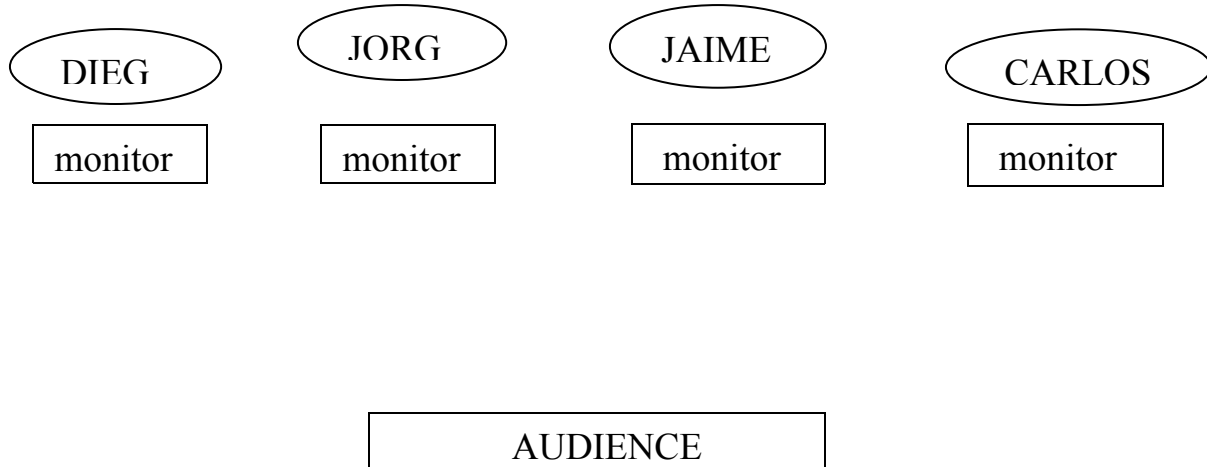 DIEG
JORG
JAIME
CARLOS
monitor
monitor
monitor
monitor
AUDIENCE